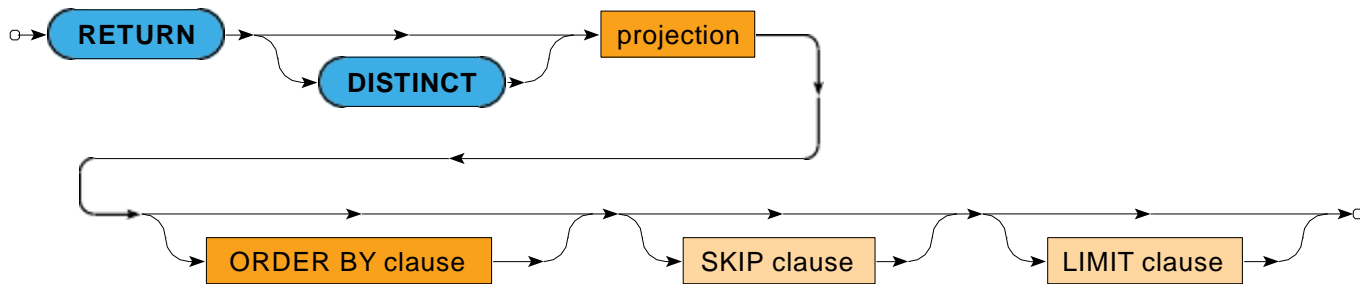 RETURN
projection
DISTINCT
ORDER BY clause
SKIP clause
LIMIT clause